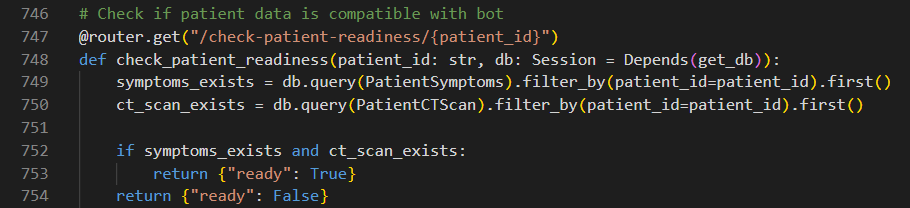 746 # Check if patient data is compatible with bot
747 @router.get("/check-patient-readiness/{patient_id}")
748 def check_patient_readiness(patient_id: str, db: Session = Depends(get_db)):
749     symptoms_exists = db.query(PatientSymptoms).filter_by(patient_id=patient_id).first()
750     ct_scan_exists = db.query(PatientCTScan).filter_by(patient_id=patient_id).first()
751
752     if symptoms_exists and ct_scan_exists:
753         return {"ready": True}
754     return {"ready": False}